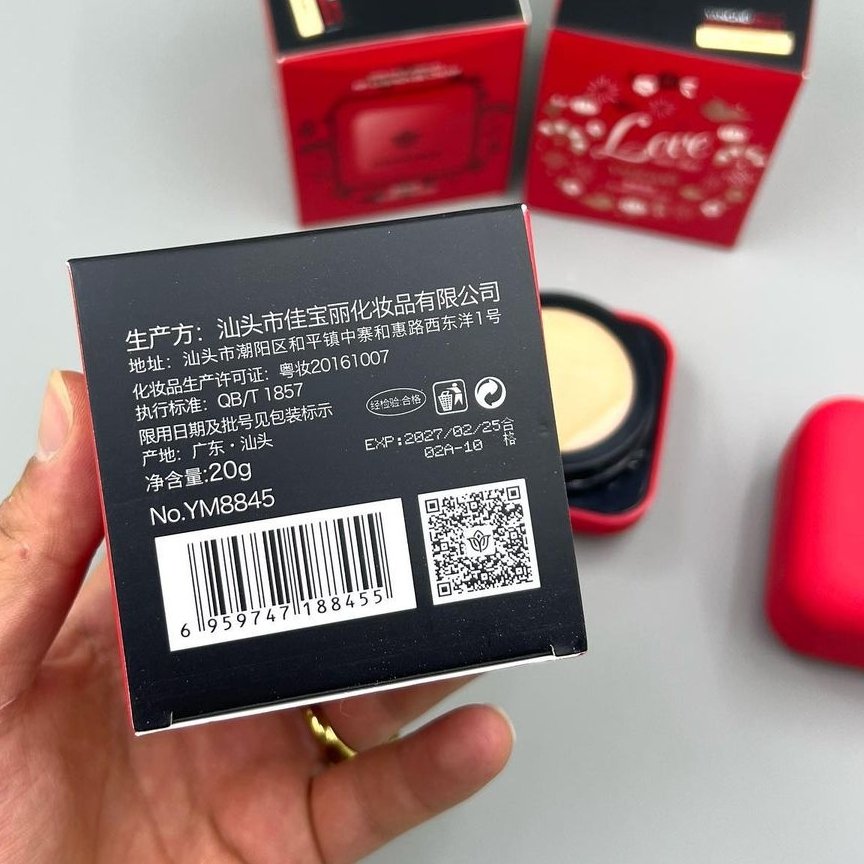 Love
生产方：汕头市佳宝丽化妆品有限公司
地址：汕头市潮阳区和平镇中寨和惠路西东洋1号
化妆品生产许可证：粤妆20161007
执行标准：QB/T 1857
限用日期及批号见包装标示
产地：广东·汕头
净含量:20g
No.YM8845
经检验:合格
EXP:2027/02/25合格
02A-10
6 959747 188455